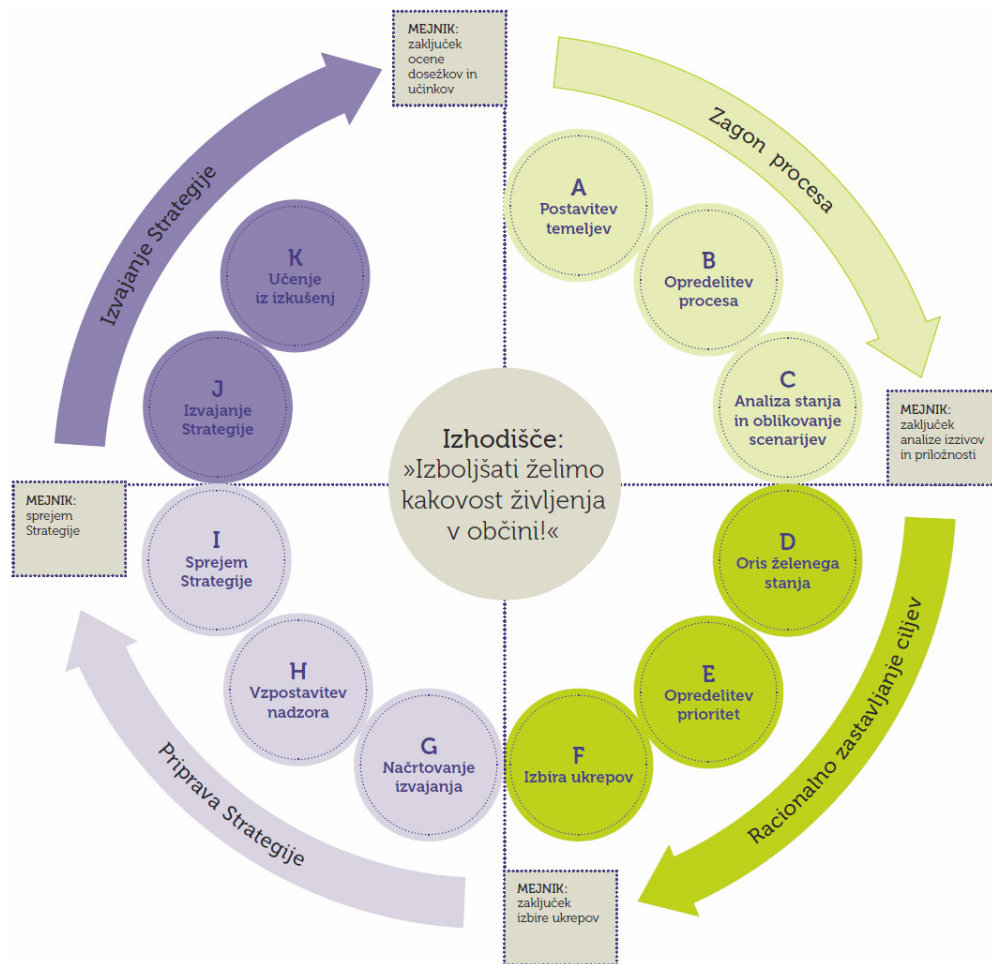 MEJNIK:
zaključek
ocene
dosežkov in
učinkov
Zagon procesa
A
Postavitev
temeljev
B
Opredelitev
procesa
C
Analiza stanja
in oblikovanje
scenarijev
MEJNIK:
zaključek
analize izzivov
in priložnosti
Racionalno zastavljanje ciljev
D
Oris želenega
stanja
E
Opredelitev
prioritet
F
Izbira ukrepov
MEJNIK:
zaključek
izbire ukrepov
Priprava Strategije
G
Načrtovanje
izvajanja
H
Vzpostavitev
nadzora
I
Sprejem
Strategije
MEJNIK:
sprejem
Strategije
Izvajanje Strategije
J
Izvajanje
Strategije
K
Učenje
iz izkušenj
Izhodišče:
»Izboljšati želimo
kakovost življenja
v občini!«